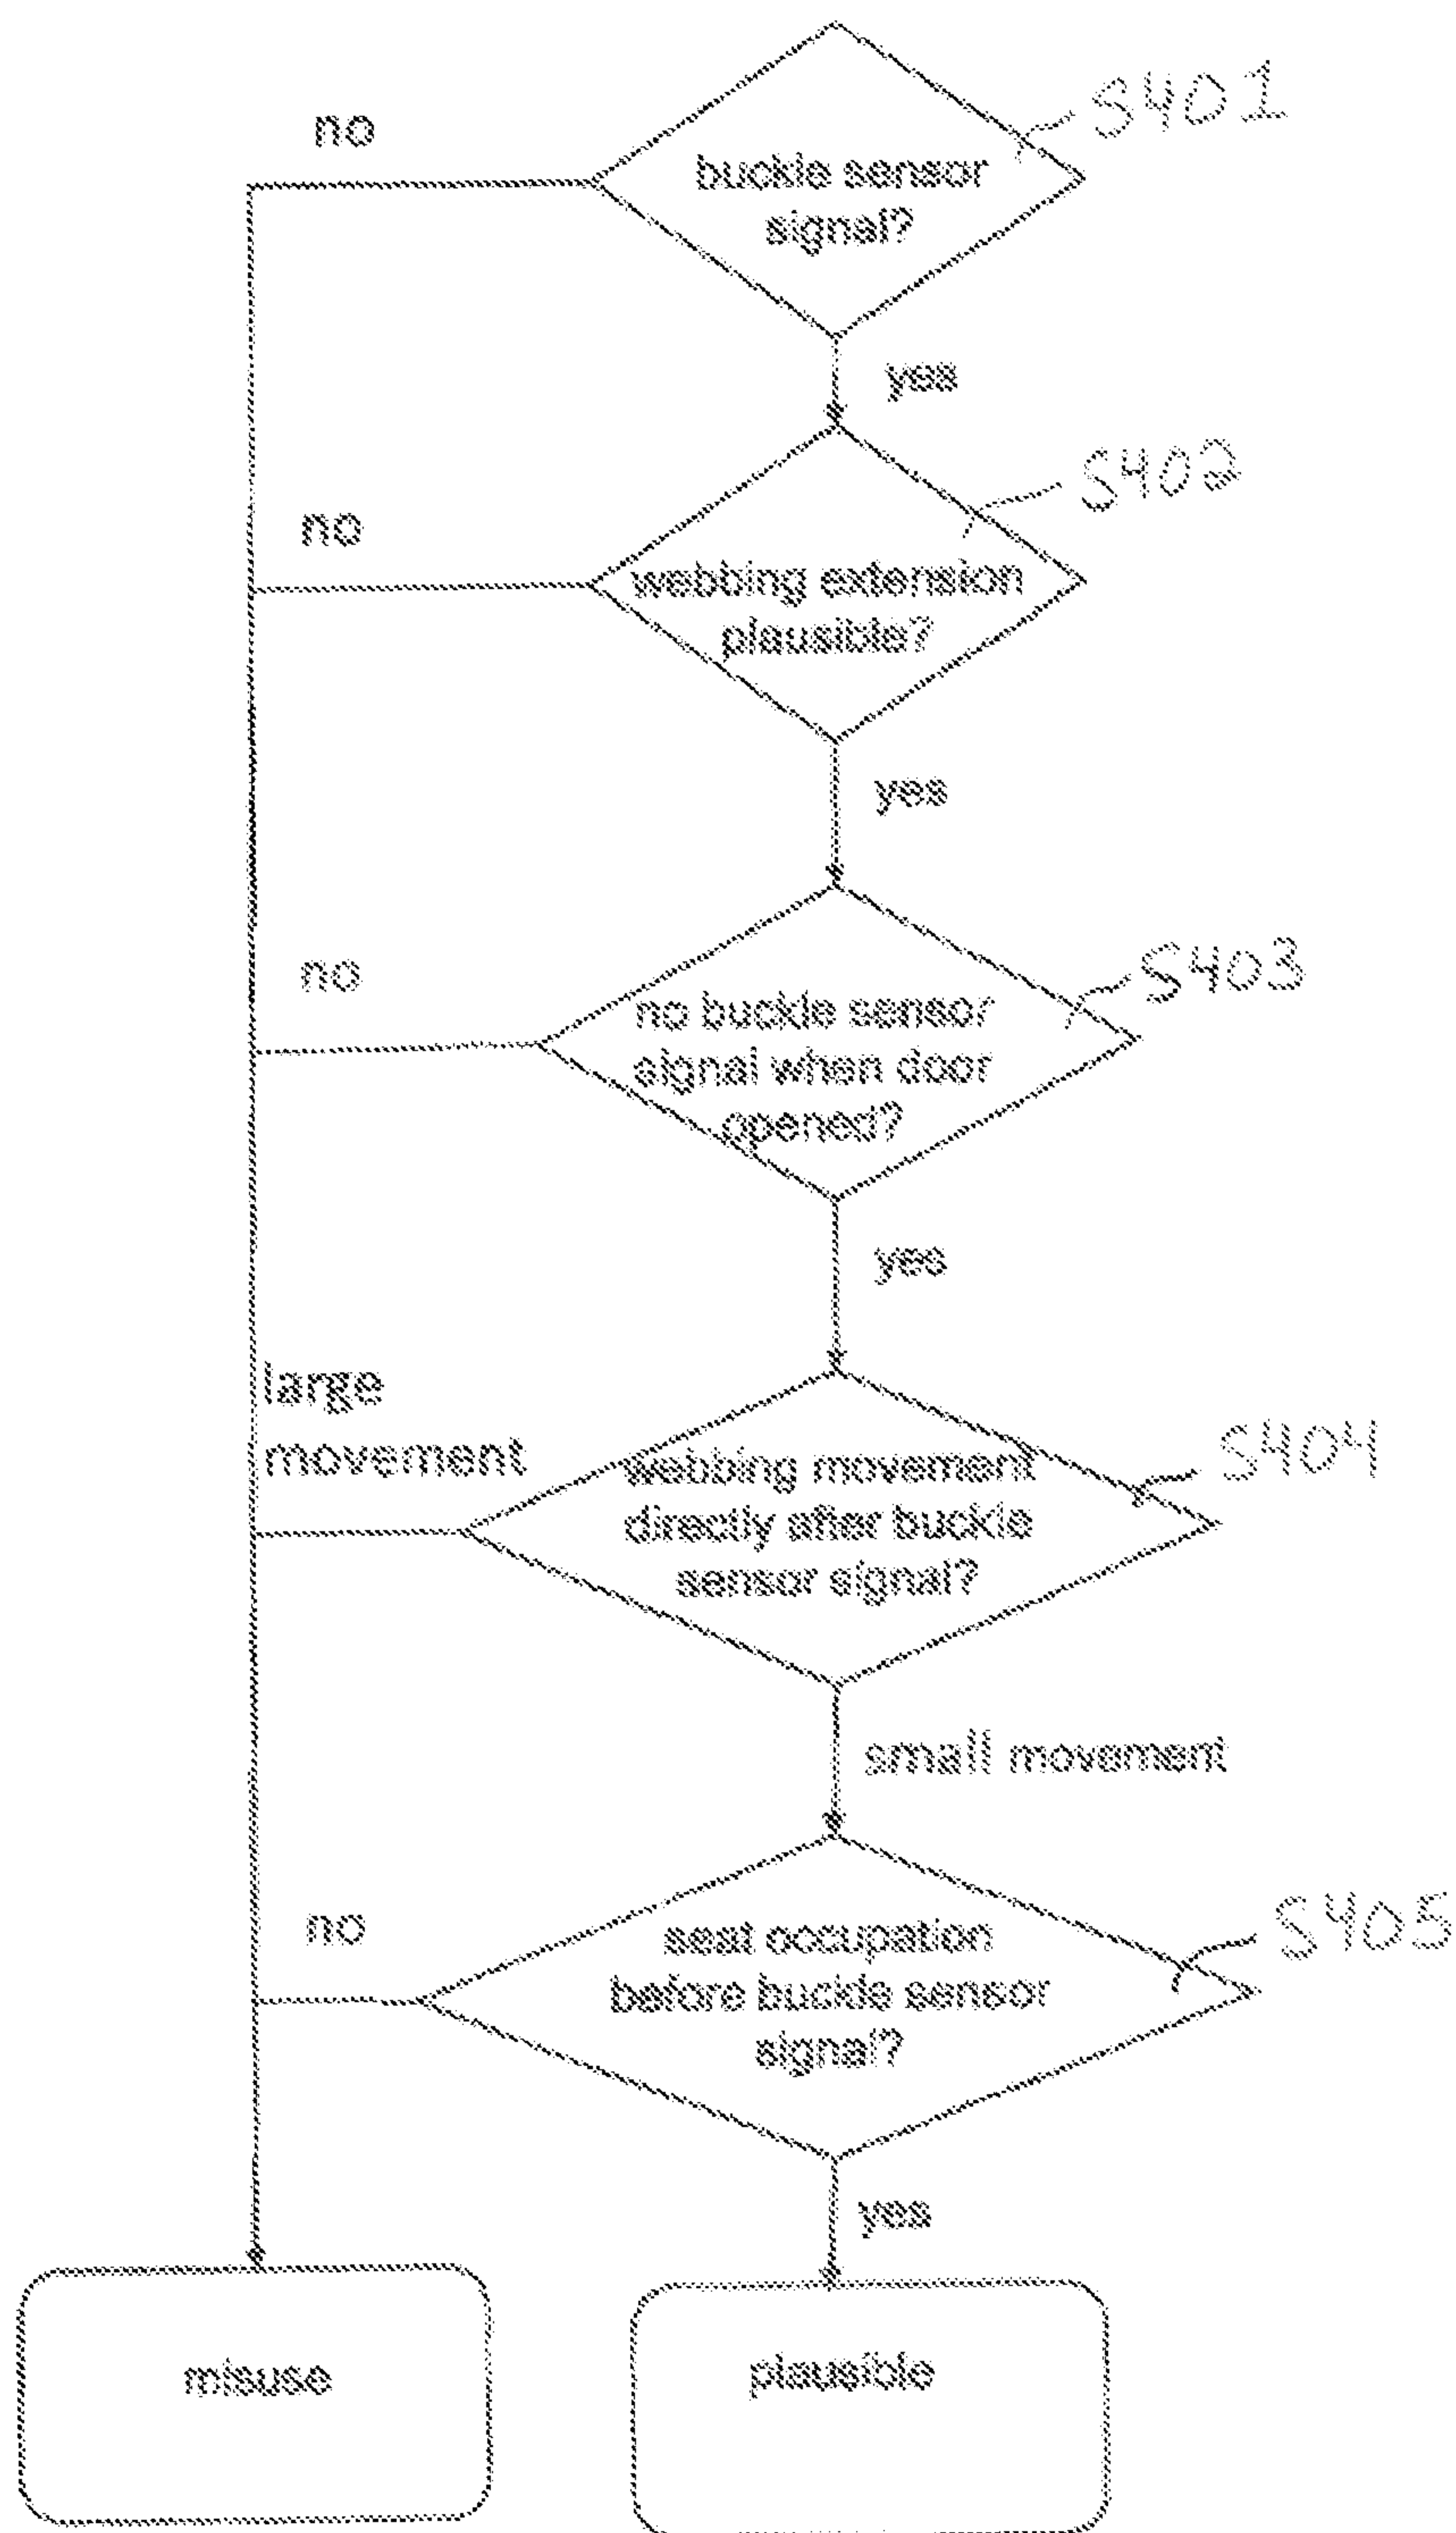 no
S401
buckle sensor
signal?
yes
S402
no
webbing extension
plausible?
yes
S403
no
no buckle sensor
signal when door
opened?
yes
large
movement
S404
webbing movement
directly after buckle
sensor signal?
small movement
S405
no
seat occupation
before buckle sensor
signal?
yes
misuse
plausible